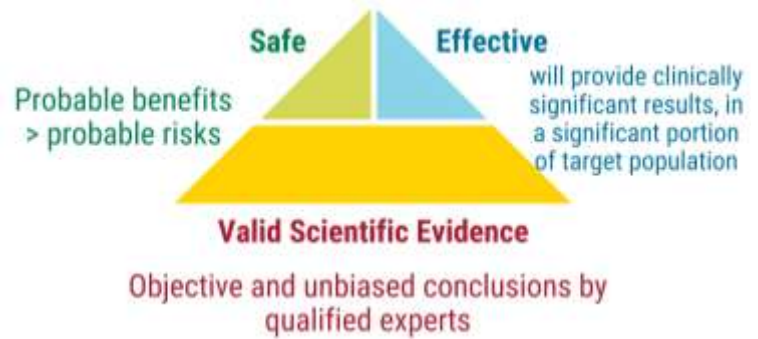 Safe
Effective
Probable benefits
> probable risks
will provide clinically
significant results, in
a significant portion
of target population
Valid Scientific Evidence
Objective and unbiased conclusions by
qualified experts